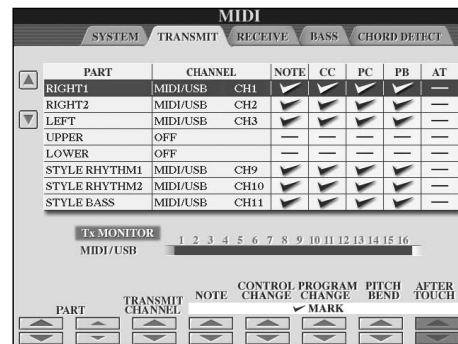 MIDI
SYSTEM TRANSMIT RECEIVE BASS CHORD DETECT
PART CHANNEL NOTE CC PC PB AT
RIGHT1 MIDI/USB CH1
RIGHT2 MIDI/USB CH2
LEFT MIDI/USB CH3
UPPER OFF
LOWER OFF
STYLE RHYTHM1 MIDI/USB CH9
STYLE RHYTHM2 MIDI/USB CH10
STYLE BASS MIDI/USB CH11
Tx MONITOR
MIDI/USB 1 2 3 4 5 6 7 8 9 10 11 12 13 14 15 16
PART TRANSMIT CHANNEL NOTE CONTROL CHANGE PROGRAM CHANGE PITCH BEND AFTER TOUCH
MARK